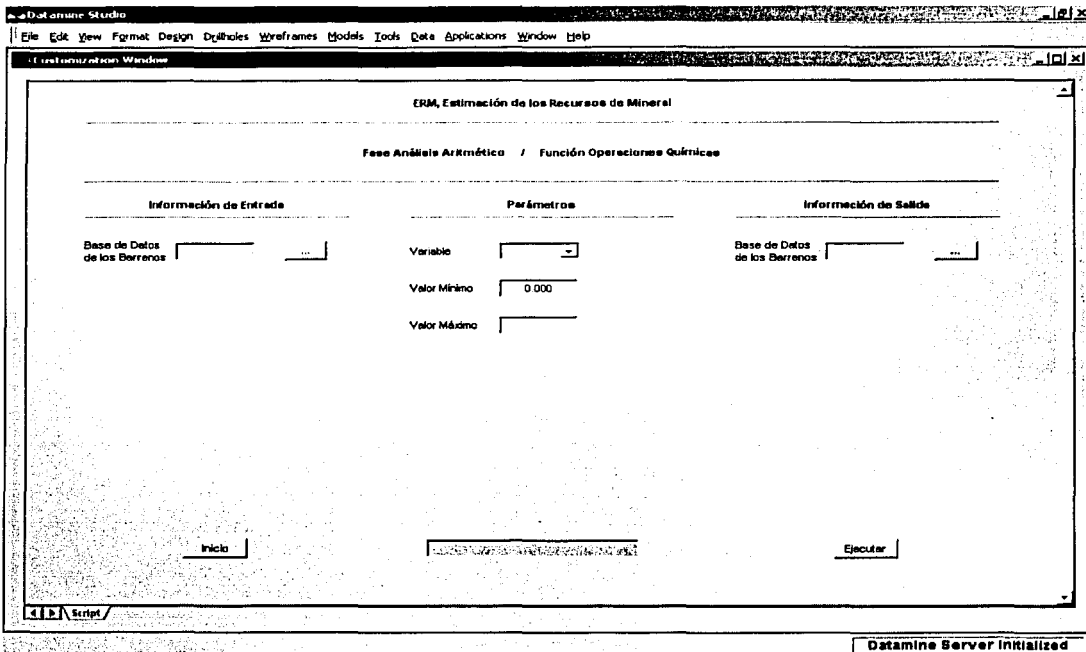 Datamine Studio
File Edit View Format Design Drillholes Wireframes Models Tools Data Applications Window Help
Customization Window
ERM, Estimación de los Recursos de Mineral
Fase Análisis Aritmético / Función Operaciones Químicas
Información de Entrada Parámetros Información de Salida
Base de Datos de los Barrenos ... Variable Base de Datos de los Barrenos ...
Valor Mínimo 0.000
Valor Máximo
Inicio Ejecutar
Script
Datamine Server Initialized